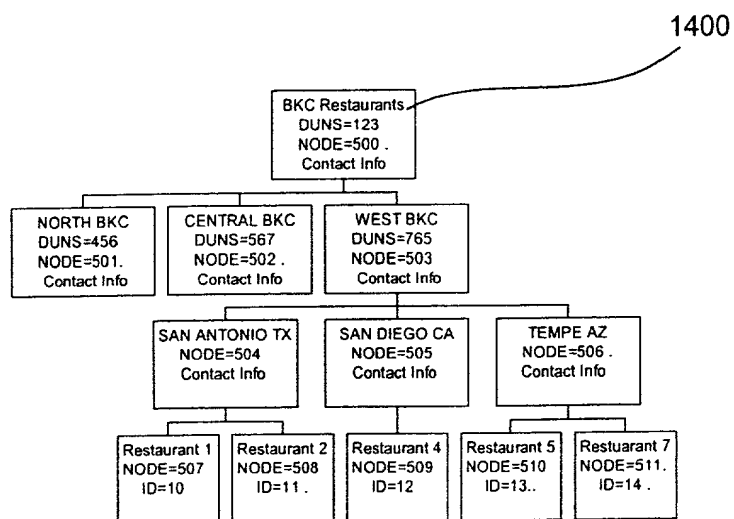 1400
BKC Restaurants
DUNS=123
NODE=500 .
Contact Info
NORTH BKC
DUNS=456
NODE=501.
Contact Info
CENTRAL BKC
DUNS=567
NODE=502 .
Contact Info
WEST BKC
DUNS=765
NODE=503
Contact Info
SAN ANTONIO TX
NODE=504
Contact Info
SAN DIEGO CA
NODE=505
Contact Info
TEMPE AZ
NODE=506 .
Contact Info
Restaurant 1
NODE=507
ID=10
Restaurant 2
NODE=508
ID=11 .
Restaurant 4
NODE=509
ID=12
Restaurant 5
NODE=510
ID=13..
Restuarant 7
NODE=511.
ID=14 .